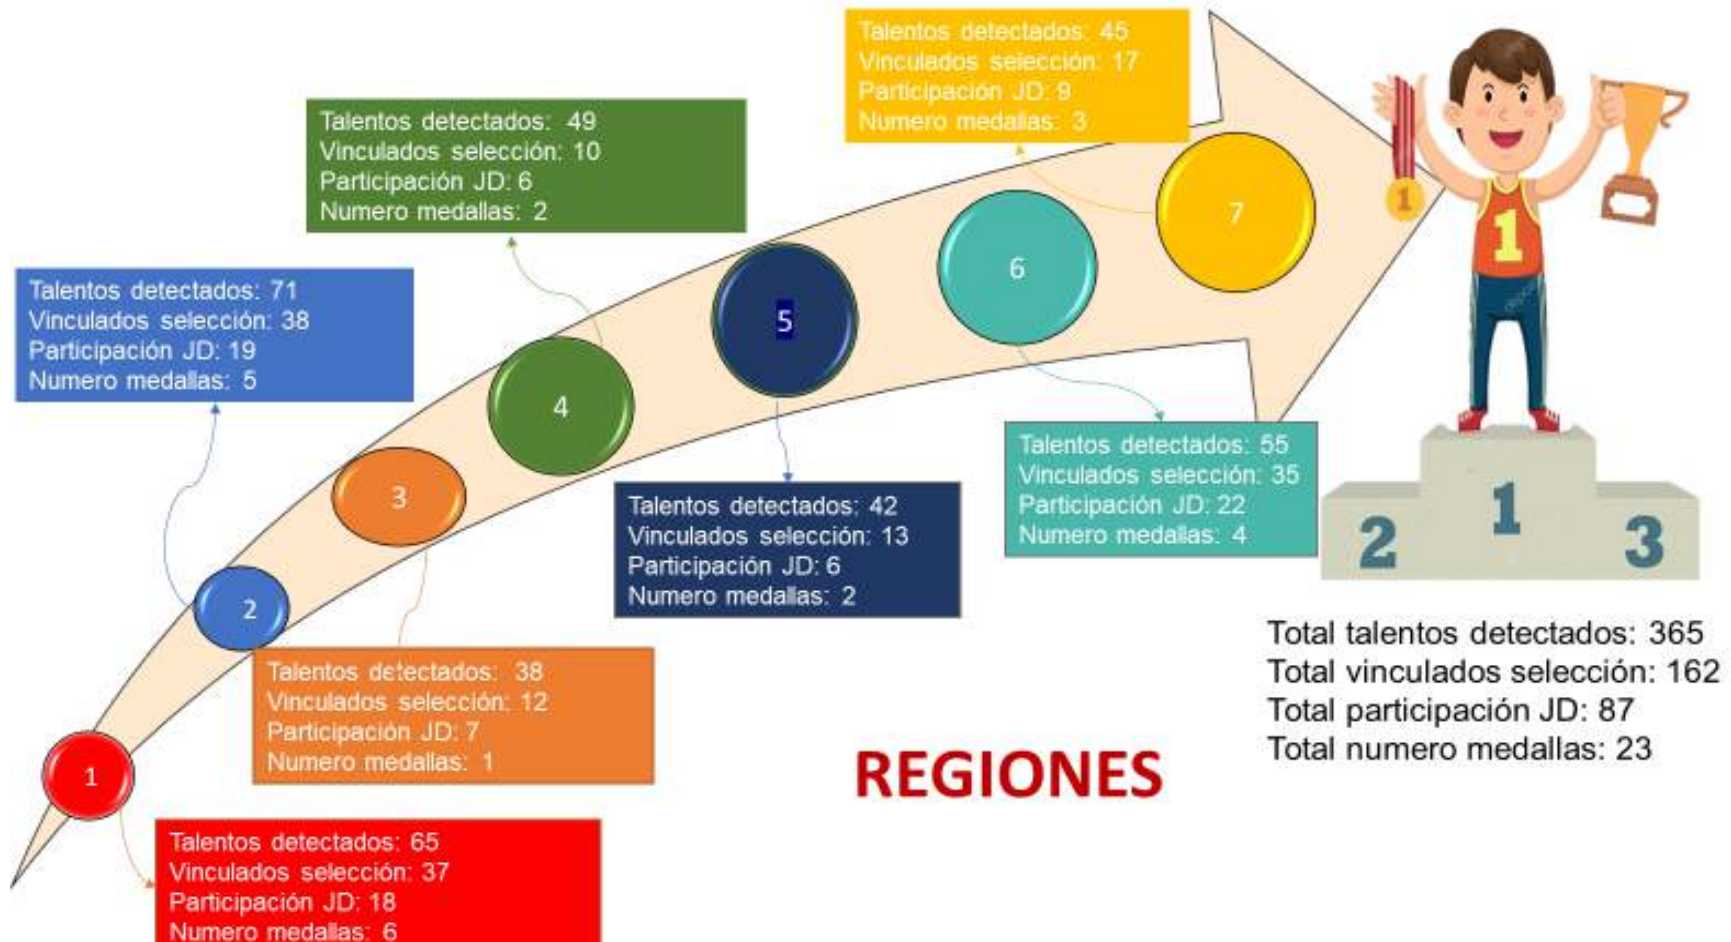 Talentos detectados: 45
Vinculados selección: 17
Participación JD: 9
Numero medallas: 3
Talentos detectados: 49
Vinculados selección: 10
Participación JD: 6
Numero medallas: 2
Talentos detectados: 71
Vinculados selección: 38
Participación JD: 19
Numero medallas: 5
7
6
5
4
3
2
1
1
1
Talentos detectados: 55
Vinculados selección: 35
Participación JD: 22
Numero medallas: 4
Talentos detectados: 42
Vinculados selección: 13
Participación JD: 6
Numero medallas: 2
Talentos detectados: 38
Vinculados selección: 12
Participación JD: 7
Numero medallas: 1
Talentos detectados: 65
Vinculados selección: 37
Participación JD: 18
Numero medallas: 6
1
2
3
Total talentos detectados: 365
Total vinculados selección: 162
Total participación JD: 87
Total numero medallas: 23
REGIONES